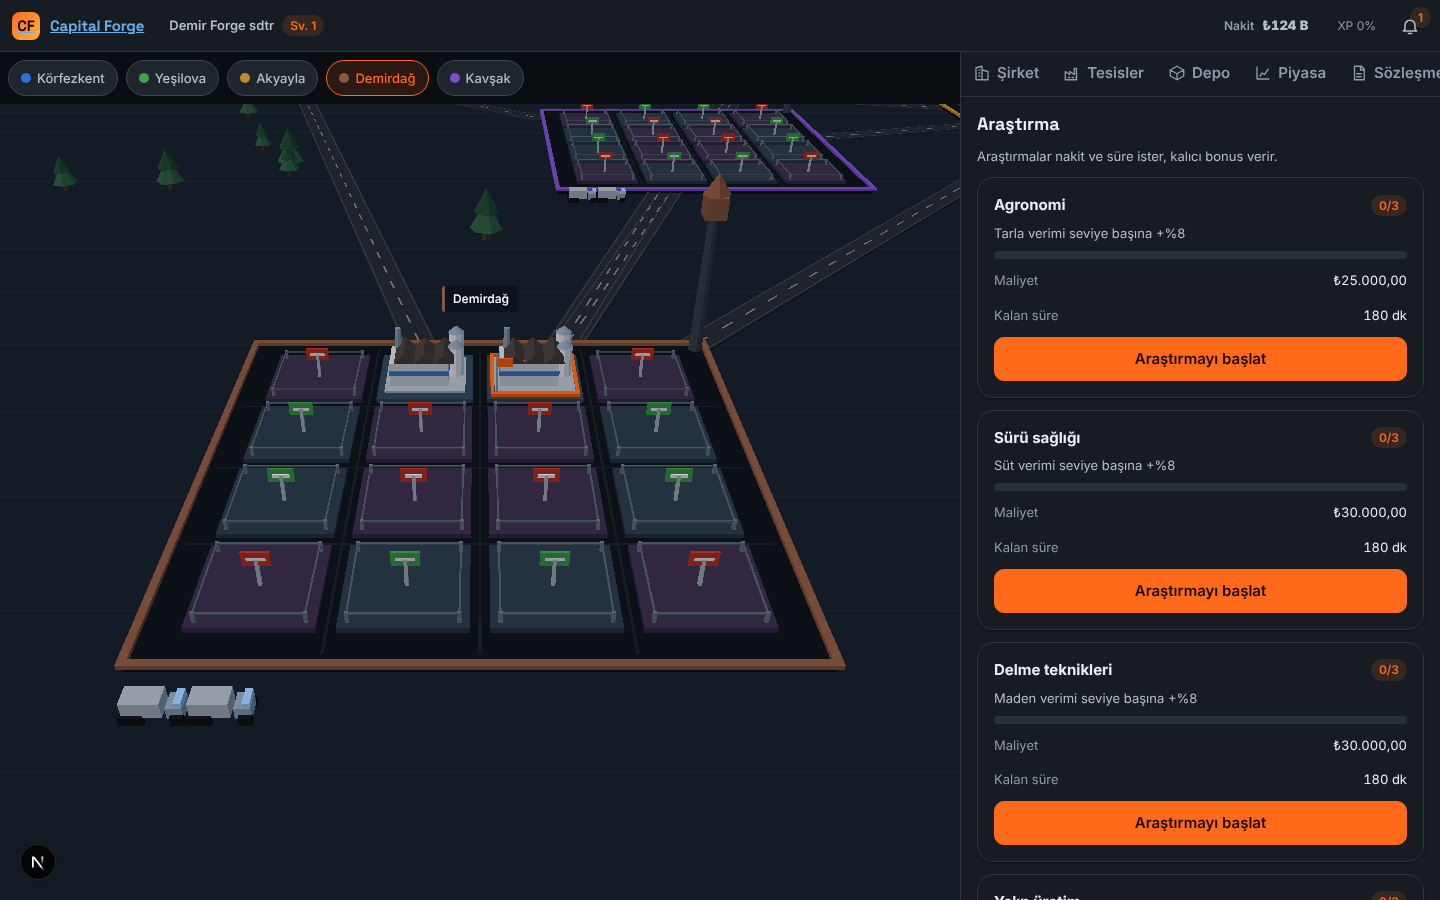 CF
Capital Forge
Demir Forge sdtr
Sv. 1
Nakit ₺124 B
XP 0%
1
Körfezkent
Yeşilova
Akyayla
Demirdağ
Kavşak
Şirket
Tesisler
Depo
Piyasa
Sözleşme
Araştırma
Araştırmalar nakit ve süre ister, kalıcı bonus verir.
Agronomi
0/3
Tarla verimi seviye başına +%8
Maliyet
₺25.000,00
Kalan süre
180 dk
Araştırmayı başlat
Sürü sağlığı
0/3
Süt verimi seviye başına +%8
Maliyet
₺30.000,00
Kalan süre
180 dk
Araştırmayı başlat
Delme teknikleri
0/3
Maden verimi seviye başına +%8
Maliyet
₺30.000,00
Kalan süre
180 dk
Araştırmayı başlat
Demirdağ
N